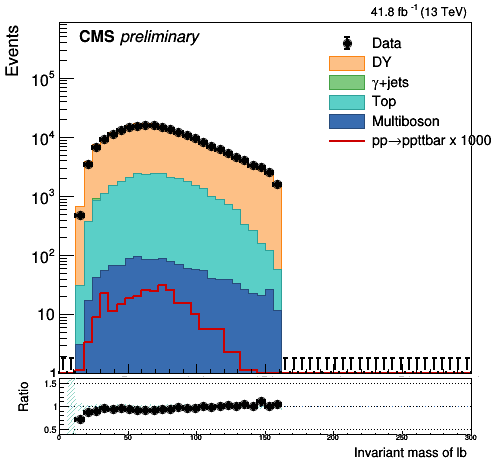 41.8 fb⁻¹ (13 TeV)
CMS preliminary
Events
Data
DY
γ+jets
Top
Multiboson
pp→ppttbar x 1000
10⁵
10⁴
10³
10²
10
1
Ratio
1.5
1
0.5
0 50 100 150 200 250 300
Invariant mass of lb